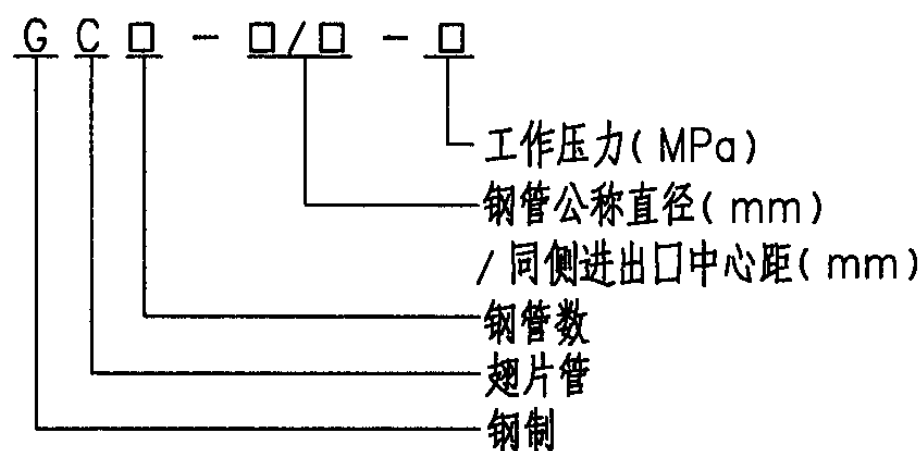 GC□-□/□-□
工作压力(MPa)
钢管公称直径(mm)
/同侧进出口中心距(mm)
钢管数
翅片管
钢制